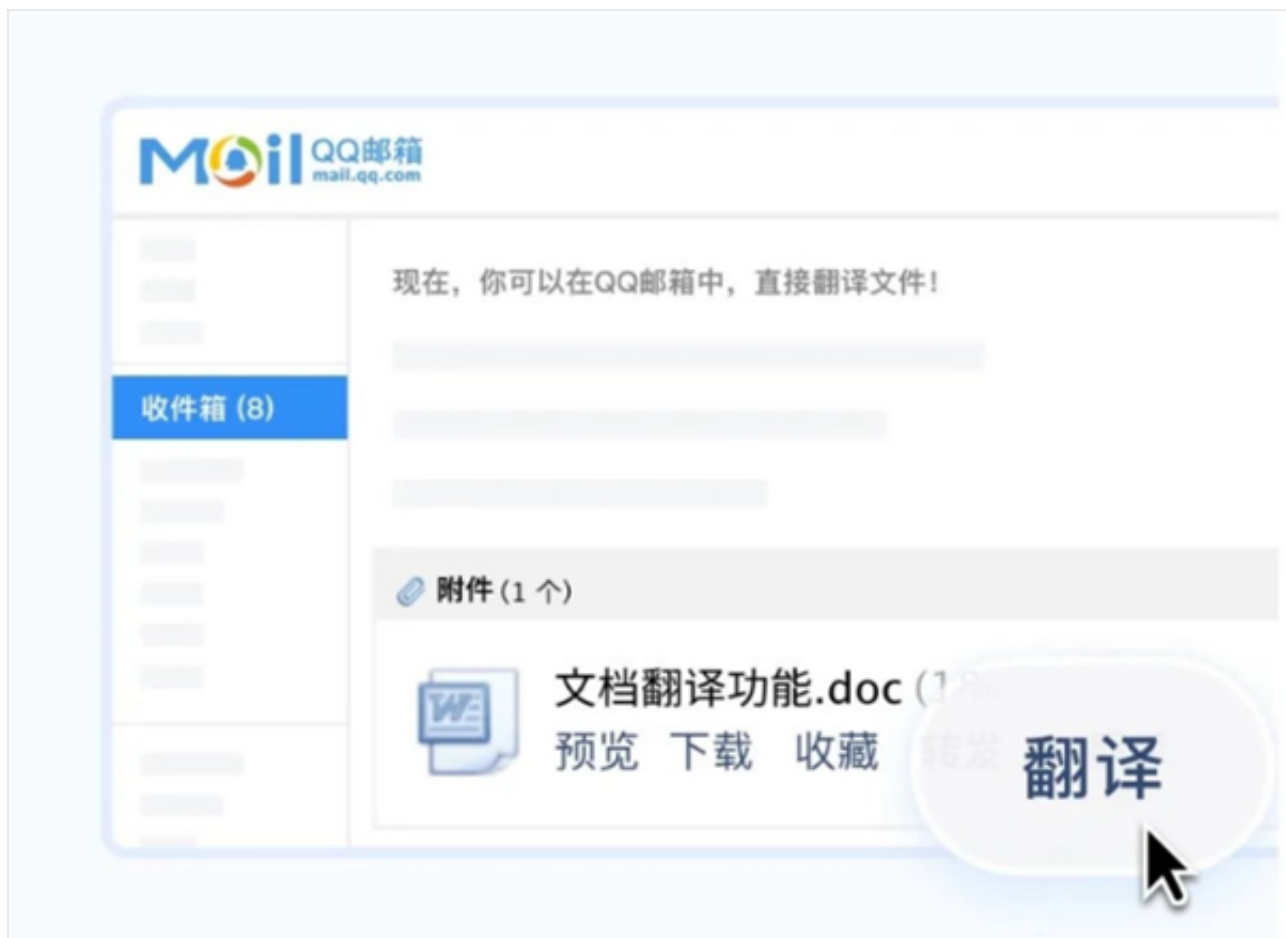 Mail QQ邮箱
mail.qq.com
现在，你可以在QQ邮箱中，直接翻译文件！
收件箱 (8)
附件 (1 个)
文档翻译功能.doc
预览 下载 收藏 转发 翻译